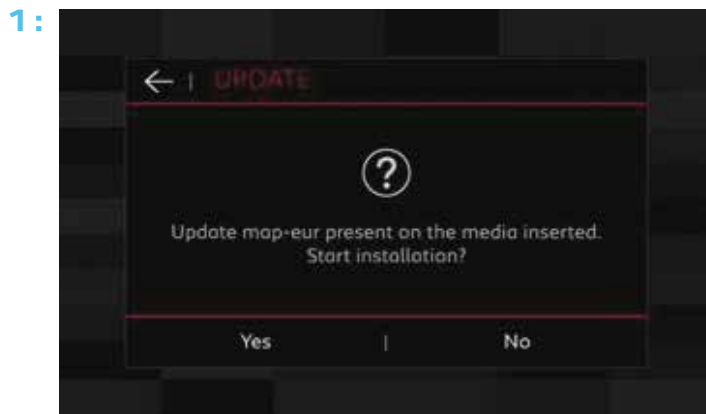 1:
← | UPDATE
?
Update map-eur present on the media inserted.
Start installation?
Yes | No